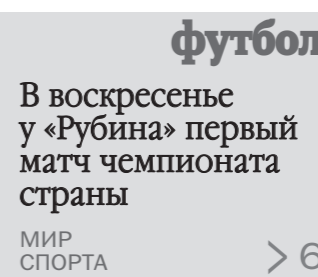 футбол
В воскресенье
у «Рубина» первый
матч чемпионата
страны
МИР
СПОРТА
> 6